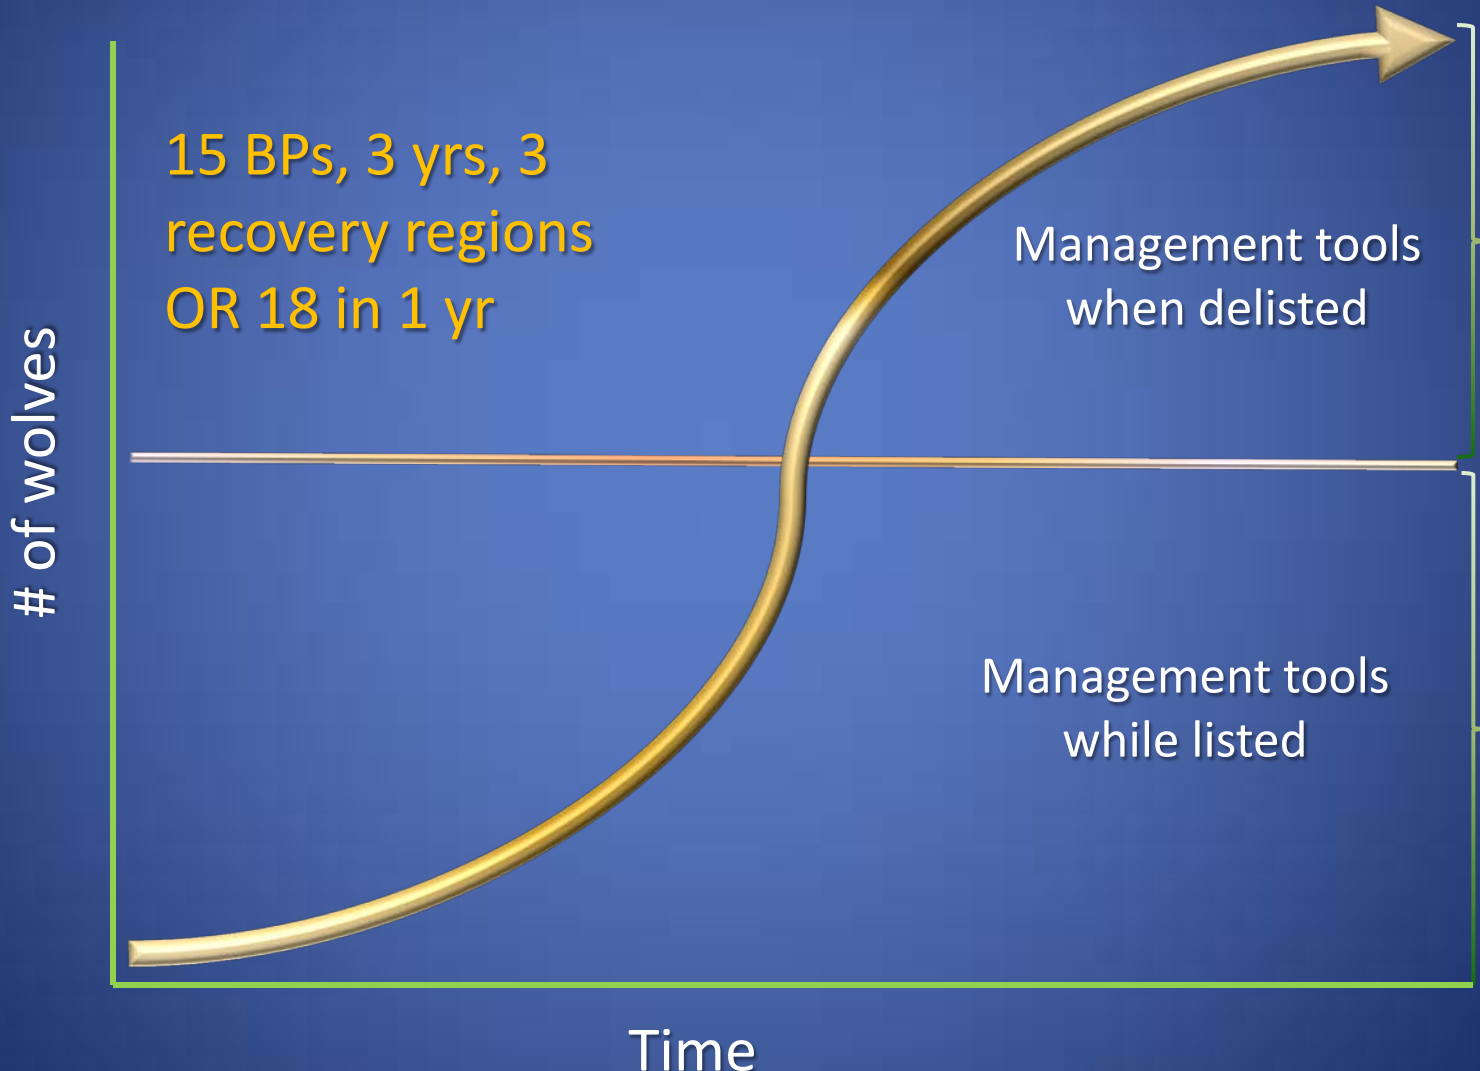 15 BPs, 3 yrs, 3
recovery regions
OR 18 in 1 yr
Management tools
when delisted
# of wolves
Management tools
while listed
Time